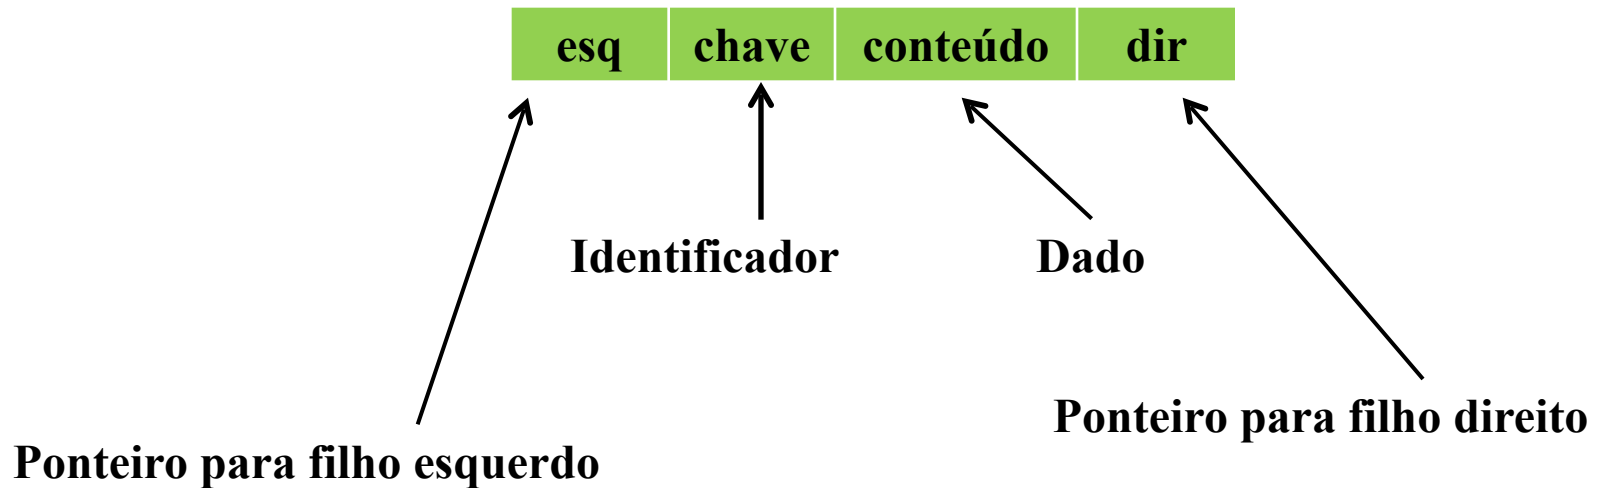 esq chave conteúdo dir
Identificador Dado
Ponteiro para filho direito
Ponteiro para filho esquerdo